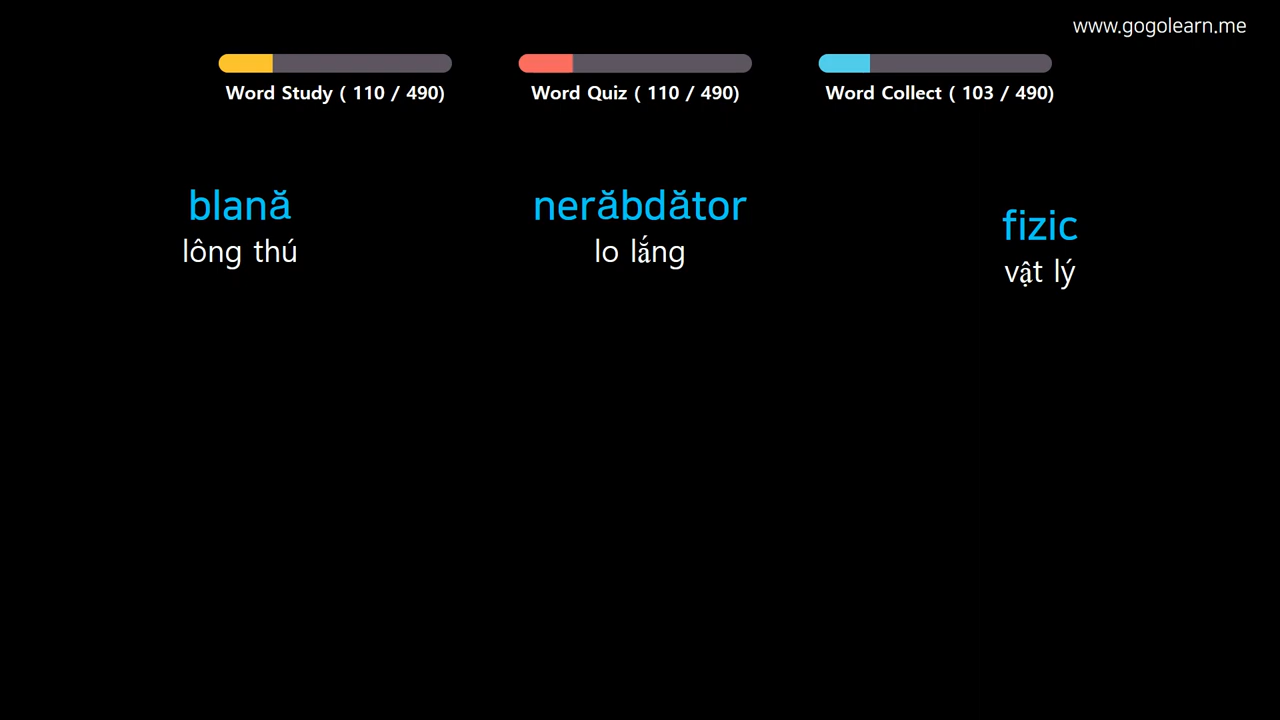 www.gogolearn.me
Word Study ( 110 / 490)
Word Quiz ( 110 / 490)
Word Collect ( 103 / 490)
blană
lông thú
nerăbdător
lo lắng
fizic
vật lý